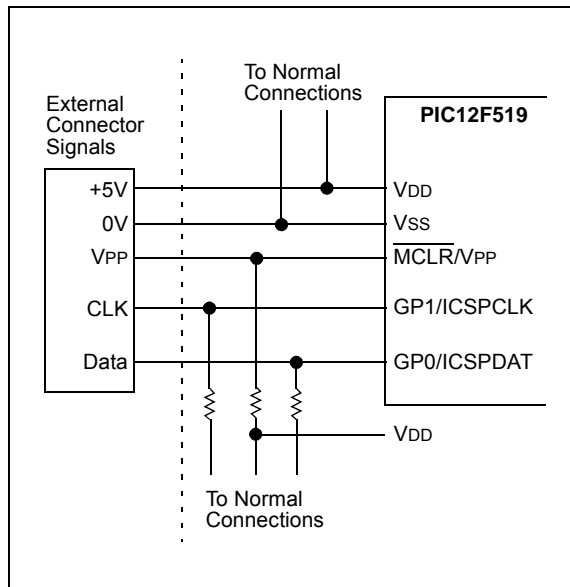 To Normal
Connections
External
Connector
Signals
PIC12F519
+5V
VDD
0V
VSS
VPP
MCLR/VPP
CLK
GP1/ICSPCLK
Data
GP0/ICSPDAT
VDD
To Normal
Connections